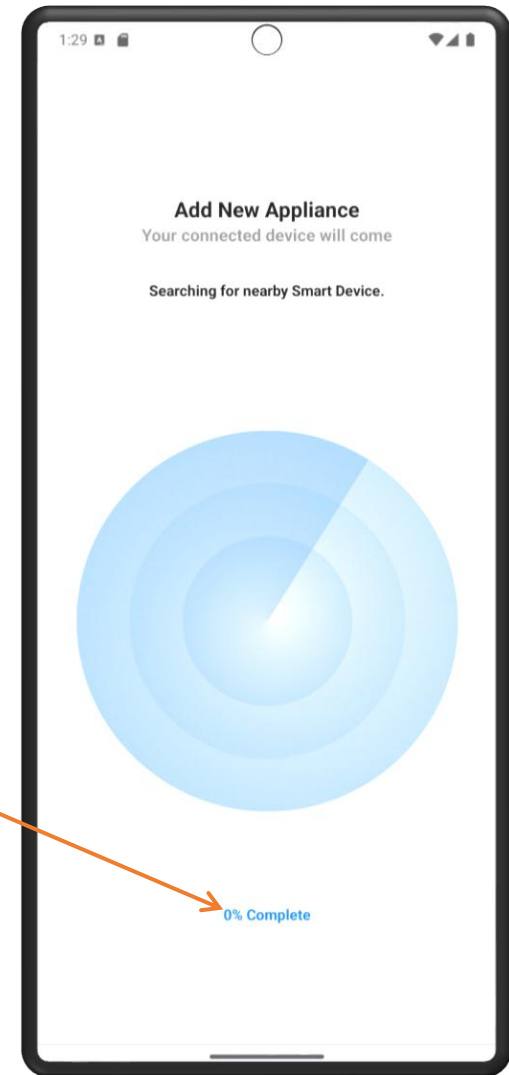 1:29
Add New Appliance
Your connected device will come
Searching for nearby Smart Device.
0% Complete